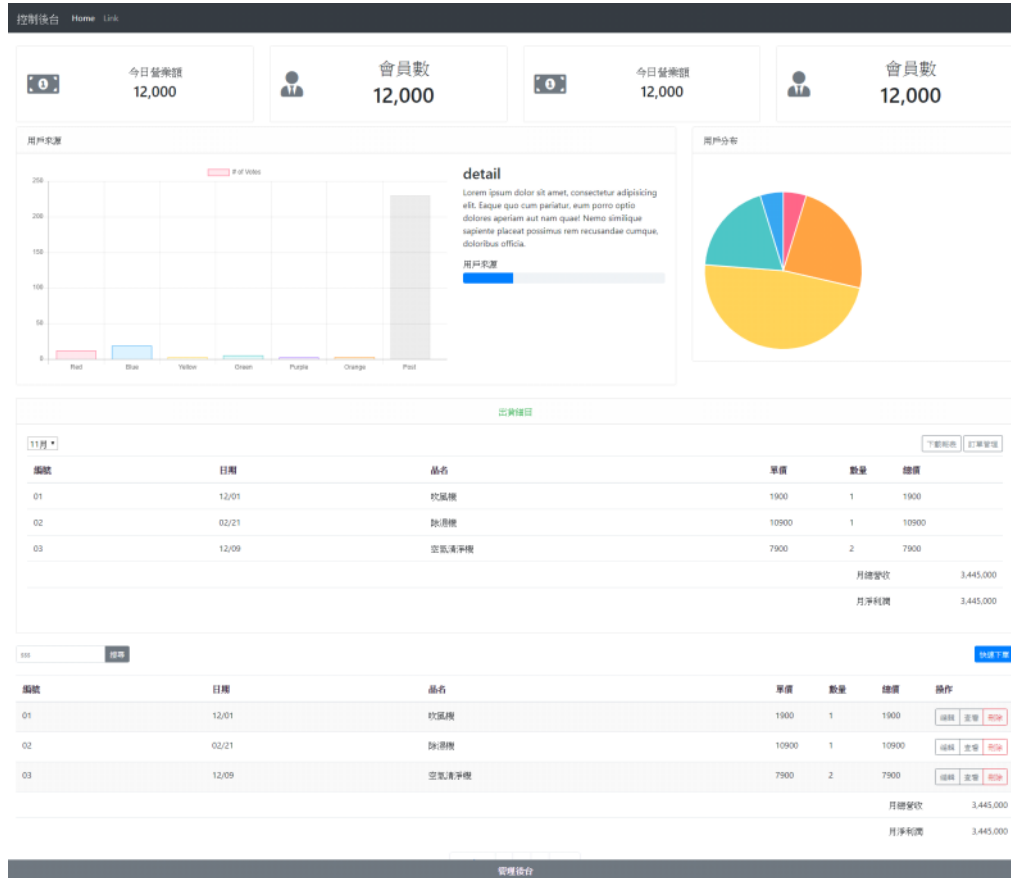 控制後台 Home Link
今日營業額
12,000
會員數
12,000
今日營業額
12,000
會員數
12,000
用戶來源
# of Votes
250
200
150
100
50
0
Red Blue Yellow Green Purple Orange Pool
detail
Lorem ipsum dolor sit amet, consectetur adipisicing
elit. Eaque quo cum pariatur, eum porro optio
dolores aperiam aut nam quae! Nemo similique
sapiente placeat possimus rem recusandae cumque,
doloribus officia.
用戶來源
用戶分布
出貨細目
11月 下載報表 訂單管理
編號 日期 品名 單價 數量 總價
01 12/01 吹風機 1900 1 1900
02 02/21 除濕機 10900 1 10900
03 12/09 空氣清淨機 7900 2 7900
月總營收 3,445,000
月淨利潤 3,445,000
搜尋 快速下單
編號 日期 品名 單價 數量 總價 操作
01 12/01 吹風機 1900 1 1900 編輯 查看 刪除
02 02/21 除濕機 10900 1 10900 編輯 查看 刪除
03 12/09 空氣清淨機 7900 2 7900 編輯 查看 刪除
月總營收 3,445,000
月淨利潤 3,445,000
管理後台